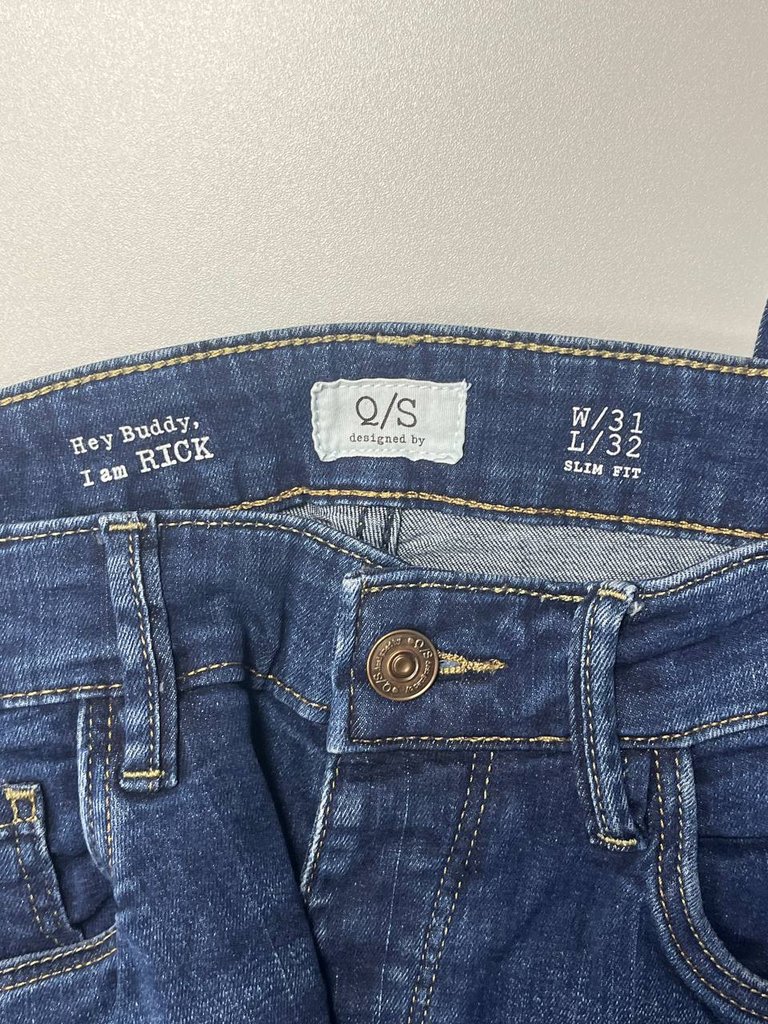 Hey Buddy,
I am RICK
Q/S
designed by
W/31
L/32
SLIM FIT
Q/S
Q/S